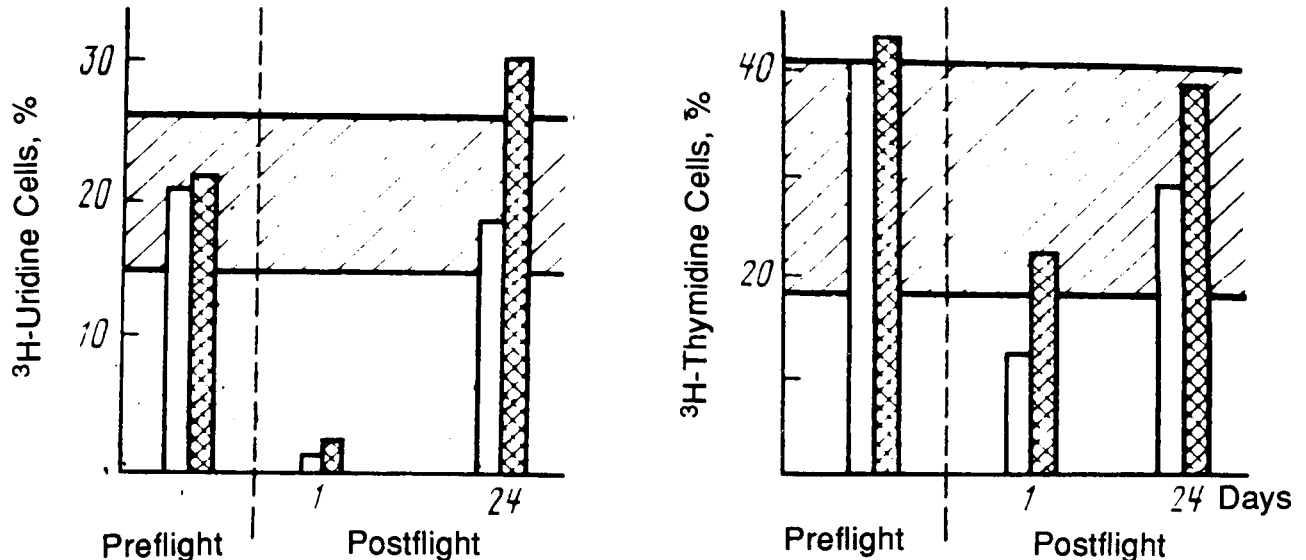 ³H-Uridine Cells, %
30
20
10
1
24
Preflight
Postflight
³H-Thymidine Cells, %
40
20
1
24 Days
Preflight
Postflight